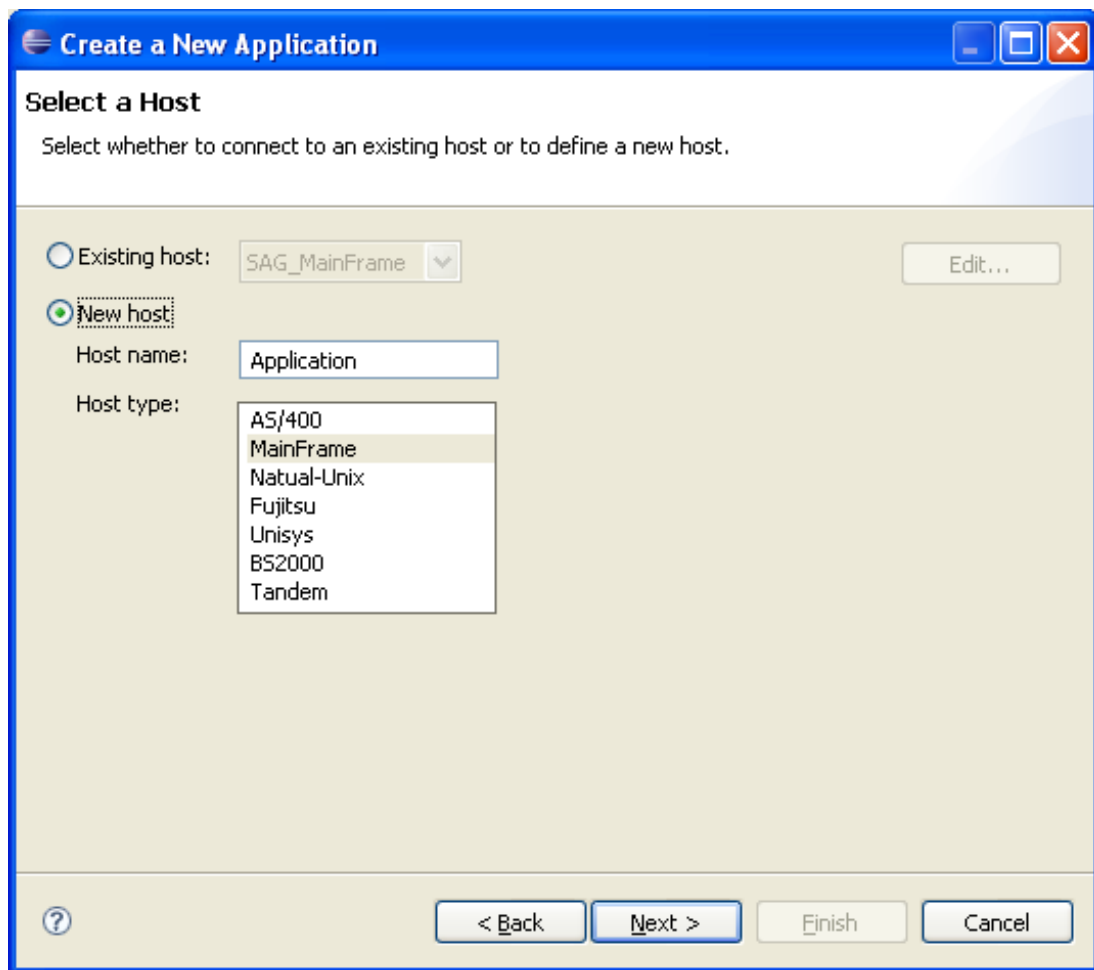 Create a New Application
Select a Host
Select whether to connect to an existing host or to define a new host.
Existing host: SAG_MainFrame Edit...
New host
Host name: Application
Host type:
AS/400
MainFrame
Natual-Unix
Fujitsu
Unisys
BS2000
Tandem
? < Back Next > Finish Cancel